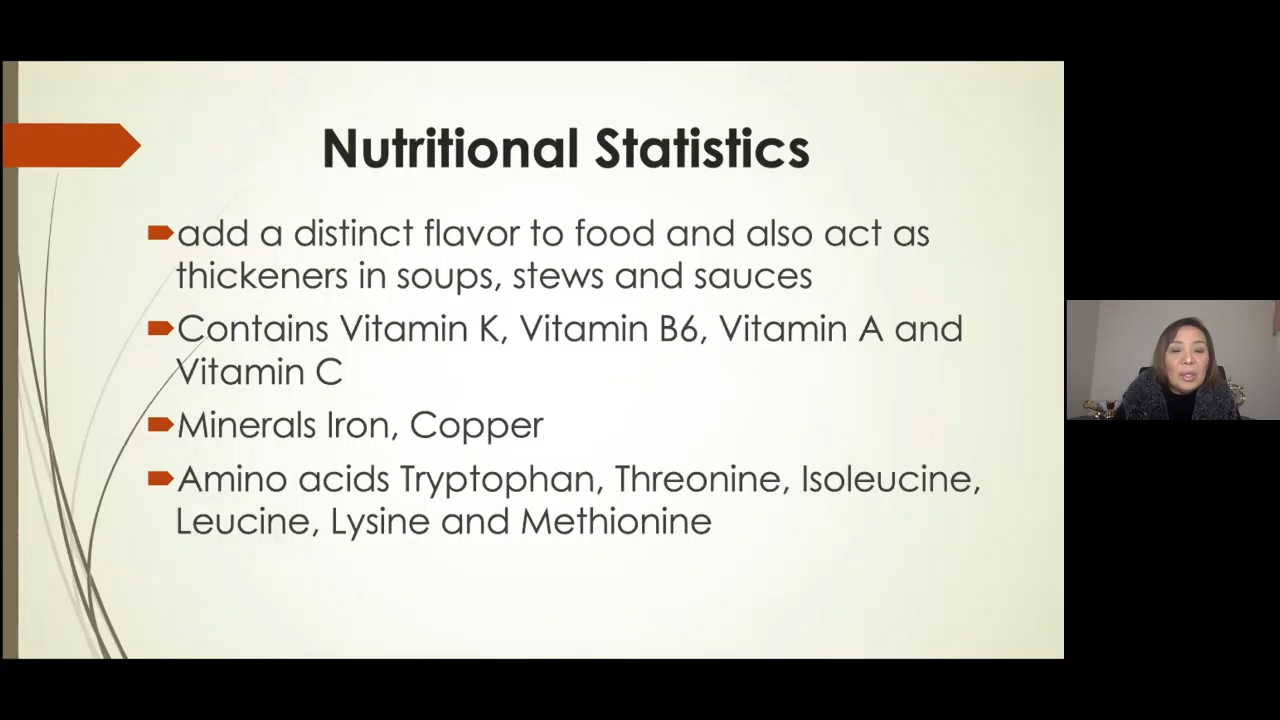 Nutritional Statistics
add a distinct flavor to food and also act as
thickeners in soups, stews and sauces
Contains Vitamin K, Vitamin B6, Vitamin A and
Vitamin C
Minerals Iron, Copper
Amino acids Tryptophan, Threonine, Isoleucine,
Leucine, Lysine and Methionine